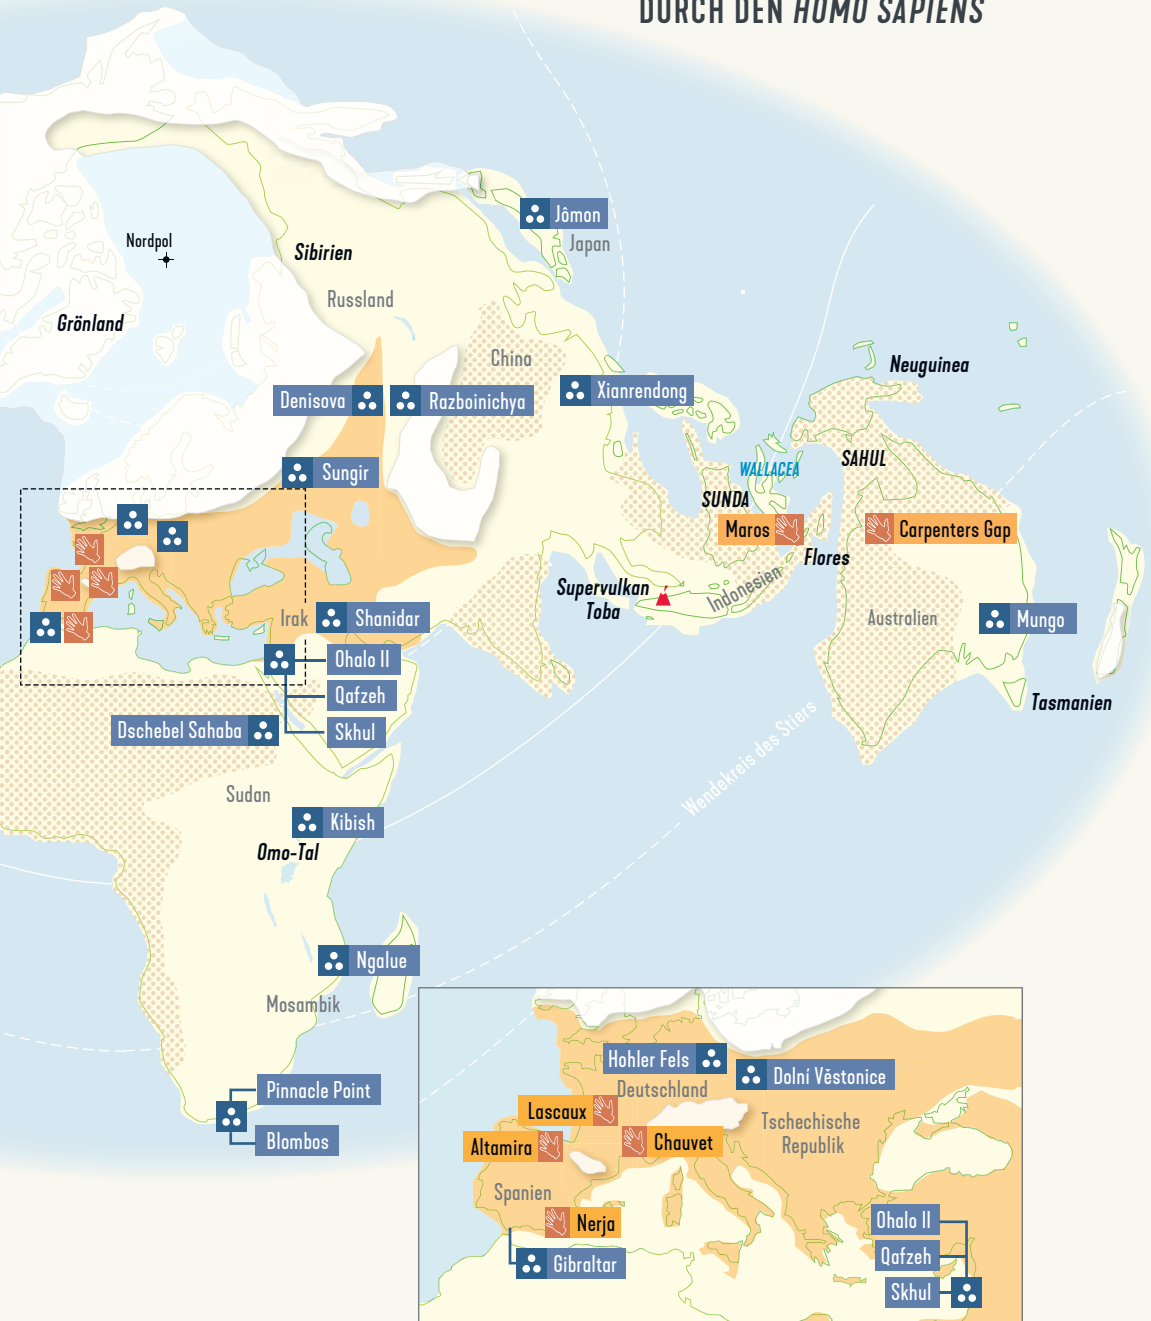 DURCH DEN HOMO SAPIENS
Jômon
Japan
Nordpol
Sibirien
Russland
Grönland
China
Neuguinea
Denisova
Razboinichya
Xianrendong
WALLACEA
SAHUL
Sungir
SUNDA
Maros
Carpenters Gap
Flores
Supervulkan
Toba
Indonesien
Irak
Shanidar
Australien
Mungo
Ohalo II
Qafzeh
Tasmanien
Dschebel Sahaba
Skhul
Wendekreis des Stiers
Sudan
Kibish
Omo-Tal
Ngalue
Mosambik
Pinnacle Point
Blombos
Hohler Fels
Dolní Věstonice
Deutschland
Lascaux
Tschechische
Republik
Altamira
Chauvet
Spanien
Nerja
Gibraltar
Ohalo II
Qafzeh
Skhul